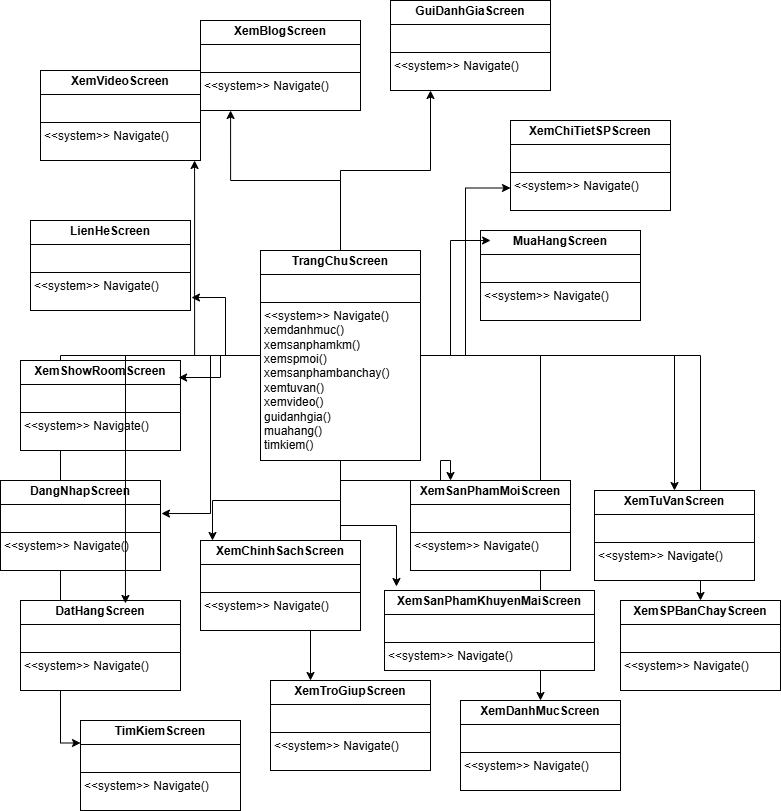 GuiDanhGiaScreen
<<system>> Navigate()
XemBlogScreen
<<system>> Navigate()
XemVideoScreen
<<system>> Navigate()
XemChiTietSPScreen
<<system>> Navigate()
LienHeScreen
<<system>> Navigate()
MuaHangScreen
<<system>> Navigate()
TrangChuScreen
<<system>> Navigate()
xemdanhmuc()
xemsanphamkm()
xemspmoi()
xemsanphambanchay()
xemtuvan()
xemvideo()
guidanhgia()
muahang()
timkiem()
XemShowRoomScreen
<<system>> Navigate()
DangNhapScreen
<<system>> Navigate()
XemSanPhamMoiScreen
<<system>> Navigate()
XemTuVanScreen
<<system>> Navigate()
XemChinhSachScreen
<<system>> Navigate()
DatHangScreen
<<system>> Navigate()
XemSanPhamKhuyenMaiScreen
<<system>> Navigate()
XemSPBanChayScreen
<<system>> Navigate()
XemTroGiupScreen
<<system>> Navigate()
XemDanhMucScreen
<<system>> Navigate()
TimKiemScreen
<<system>> Navigate()